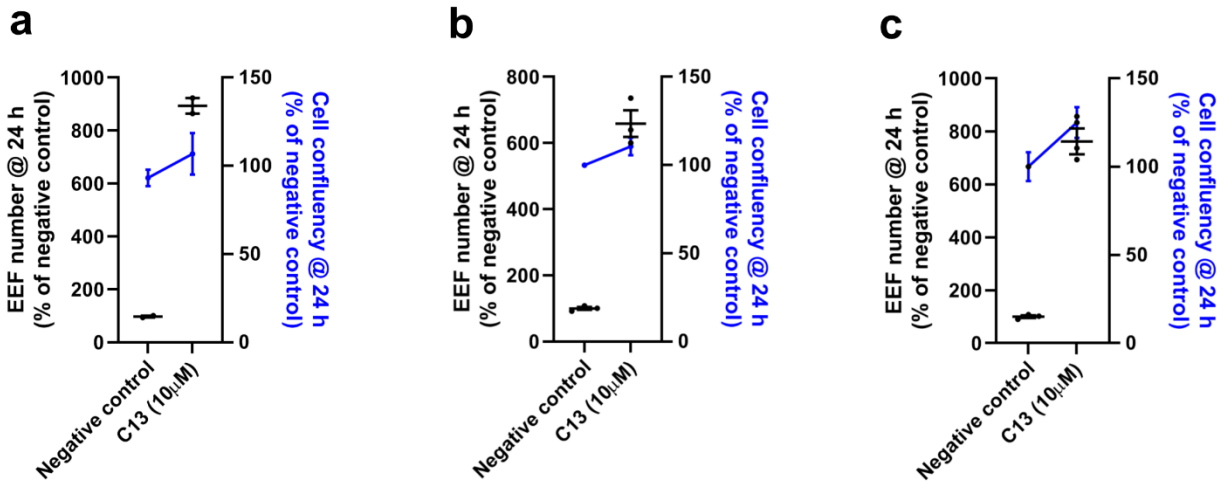 a
EEF number @ 24 h
(% of negative control)
1000
800
600
400
200
0
150
100
50
0
Cell confluency @ 24 h
(% of negative control)
Negative control
C13 (10μM)
b
EEF number @ 24 h
(% of negative control)
800
600
400
200
0
150
100
50
0
Cell confluency @ 24 h
(% of negative control)
Negative control
C13 (10μM)
c
EEF number @ 24 h
(% of negative control)
1000
800
600
400
200
0
150
100
50
0
Cell confluency @ 24 h
(% of negative control)
Negative control
C13 (10μM)